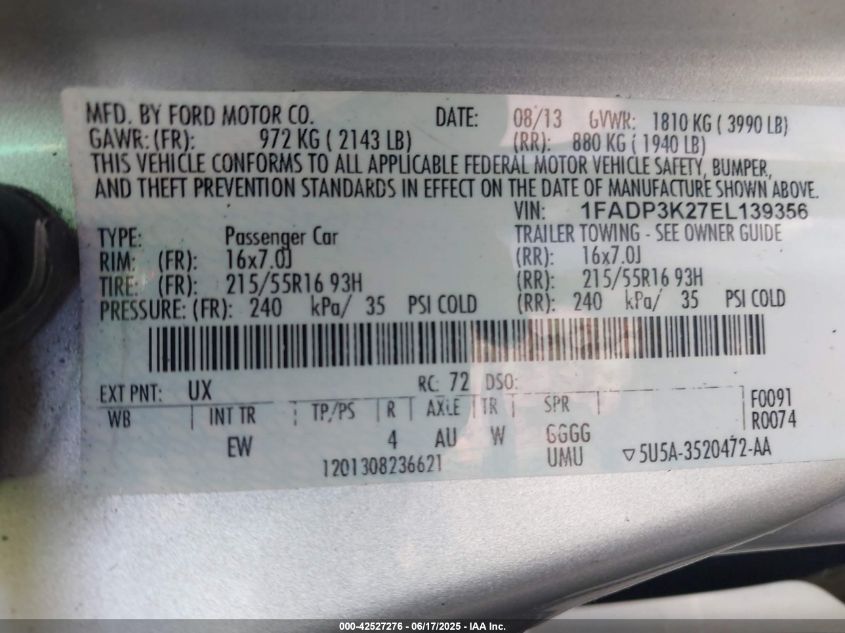 MFD. BY FORD MOTOR CO. DATE: 08/13 GVWR: 1810 KG ( 3990 LB)
GAWR: (FR): 972 KG ( 2143 LB) (RR): 880 KG ( 1940 LB)
THIS VEHICLE CONFORMS TO ALL APPLICABLE FEDERAL MOTOR VEHICLE SAFETY, BUMPER,
AND THEFT PREVENTION STANDARDS IN EFFECT ON THE DATE OF MANUFACTURE SHOWN ABOVE.
VIN: 1FADP3K27EL139356
TYPE: Passenger Car TRAILER TOWING - SEE OWNER GUIDE
RIM: (FR): 16x7.0J (RR): 16x7.0J
TIRE: (FR): 215/55R16 93H (RR): 215/55R16 93H
PRESSURE: (FR): 240 kPa/ 35 PSI COLD (RR): 240 kPa/ 35 PSI COLD
EXT PNT: UX RC: 72 DSO:
WB INT TR TP/PS R AXLE TR SPR F0091
R0074
EW 4 AU W GGGG
1201308236621 UMU 5U5A-3520472-AA
000-42527276 - 06/17/2025 - IAA Inc.